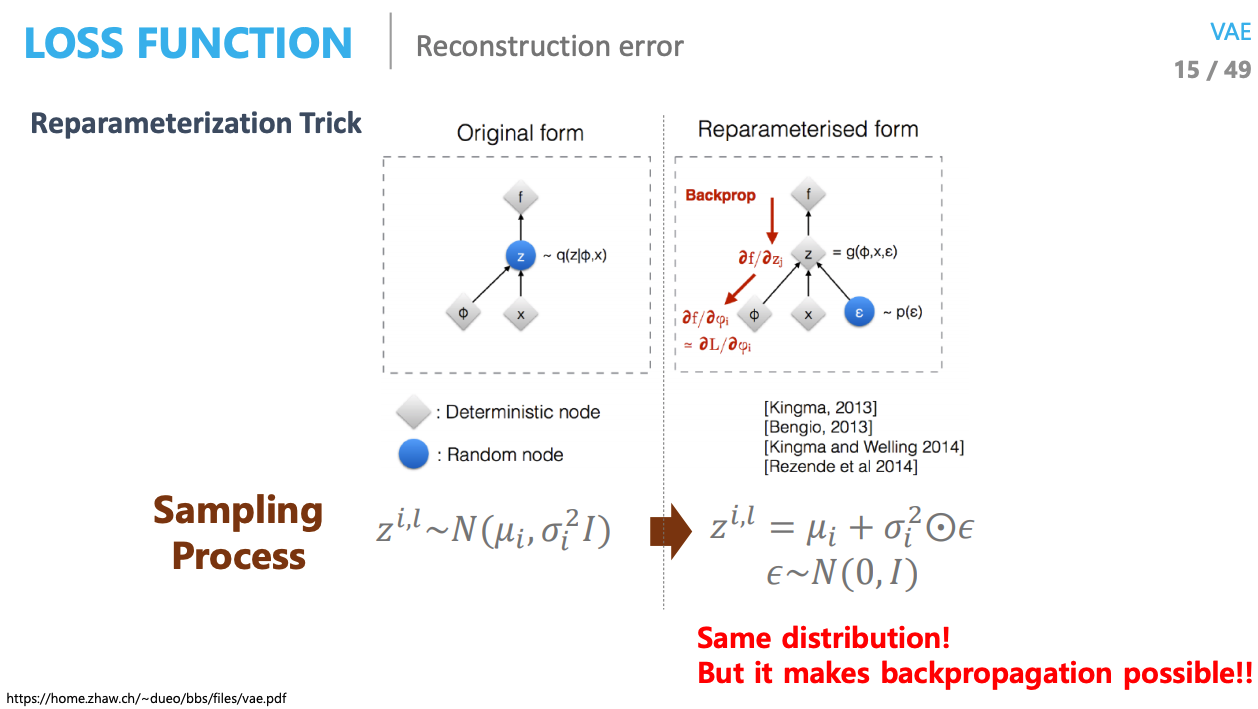 LOSS FUNCTION
Reconstruction error
VAE
15 / 49
Reparameterization Trick
Original form
f
z
~ q(z|ϕ,x)
ϕ
x
Reparameterised form
Backprop
f
∂f/∂zⱼ
z
= g(ϕ,x,ε)
∂f/∂φᵢ
≃ ∂L/∂φᵢ
ϕ
x
ε
~ p(ε)
: Deterministic node
: Random node
[Kingma, 2013]
[Bengio, 2013]
[Kingma and Welling 2014]
[Rezende et al 2014]
Sampling
Process
z^{i,l}~N(μ_i, σ_i^2 I)
z^{i,l} = μ_i + σ_i^2⊙ϵ
ϵ~N(0, I)
Same distribution!
But it makes backpropagation possible!!
https://home.zhaw.ch/~dueo/bbs/files/vae.pdf